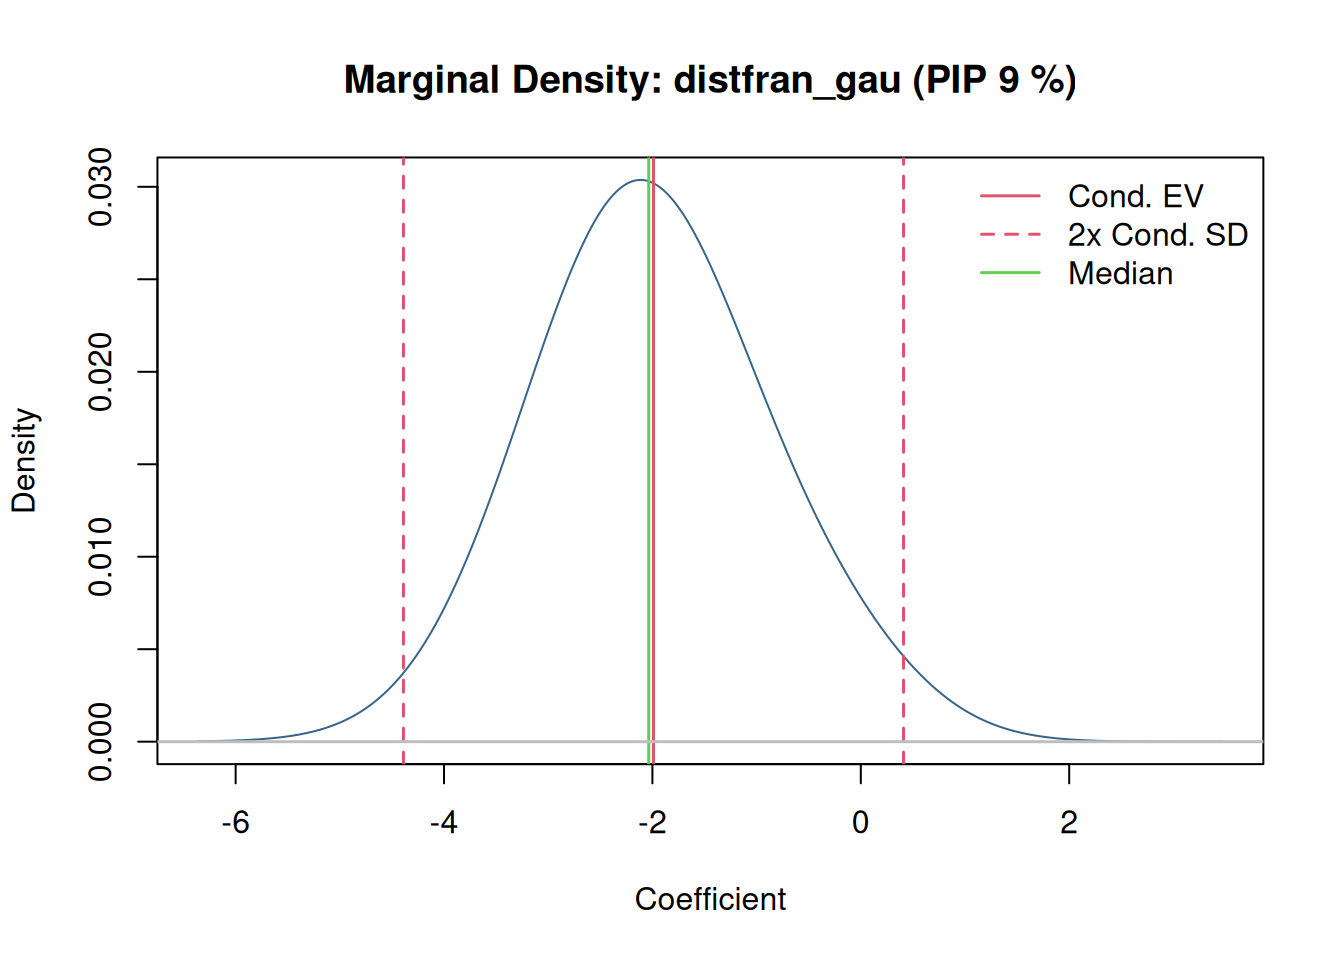 Marginal Density: distfran_gau (PIP 9 %)
Cond. EV
2x Cond. SD
Median
Density
0.030
0.020
0.010
0.000
-6 -4 -2 0 2
Coefficient